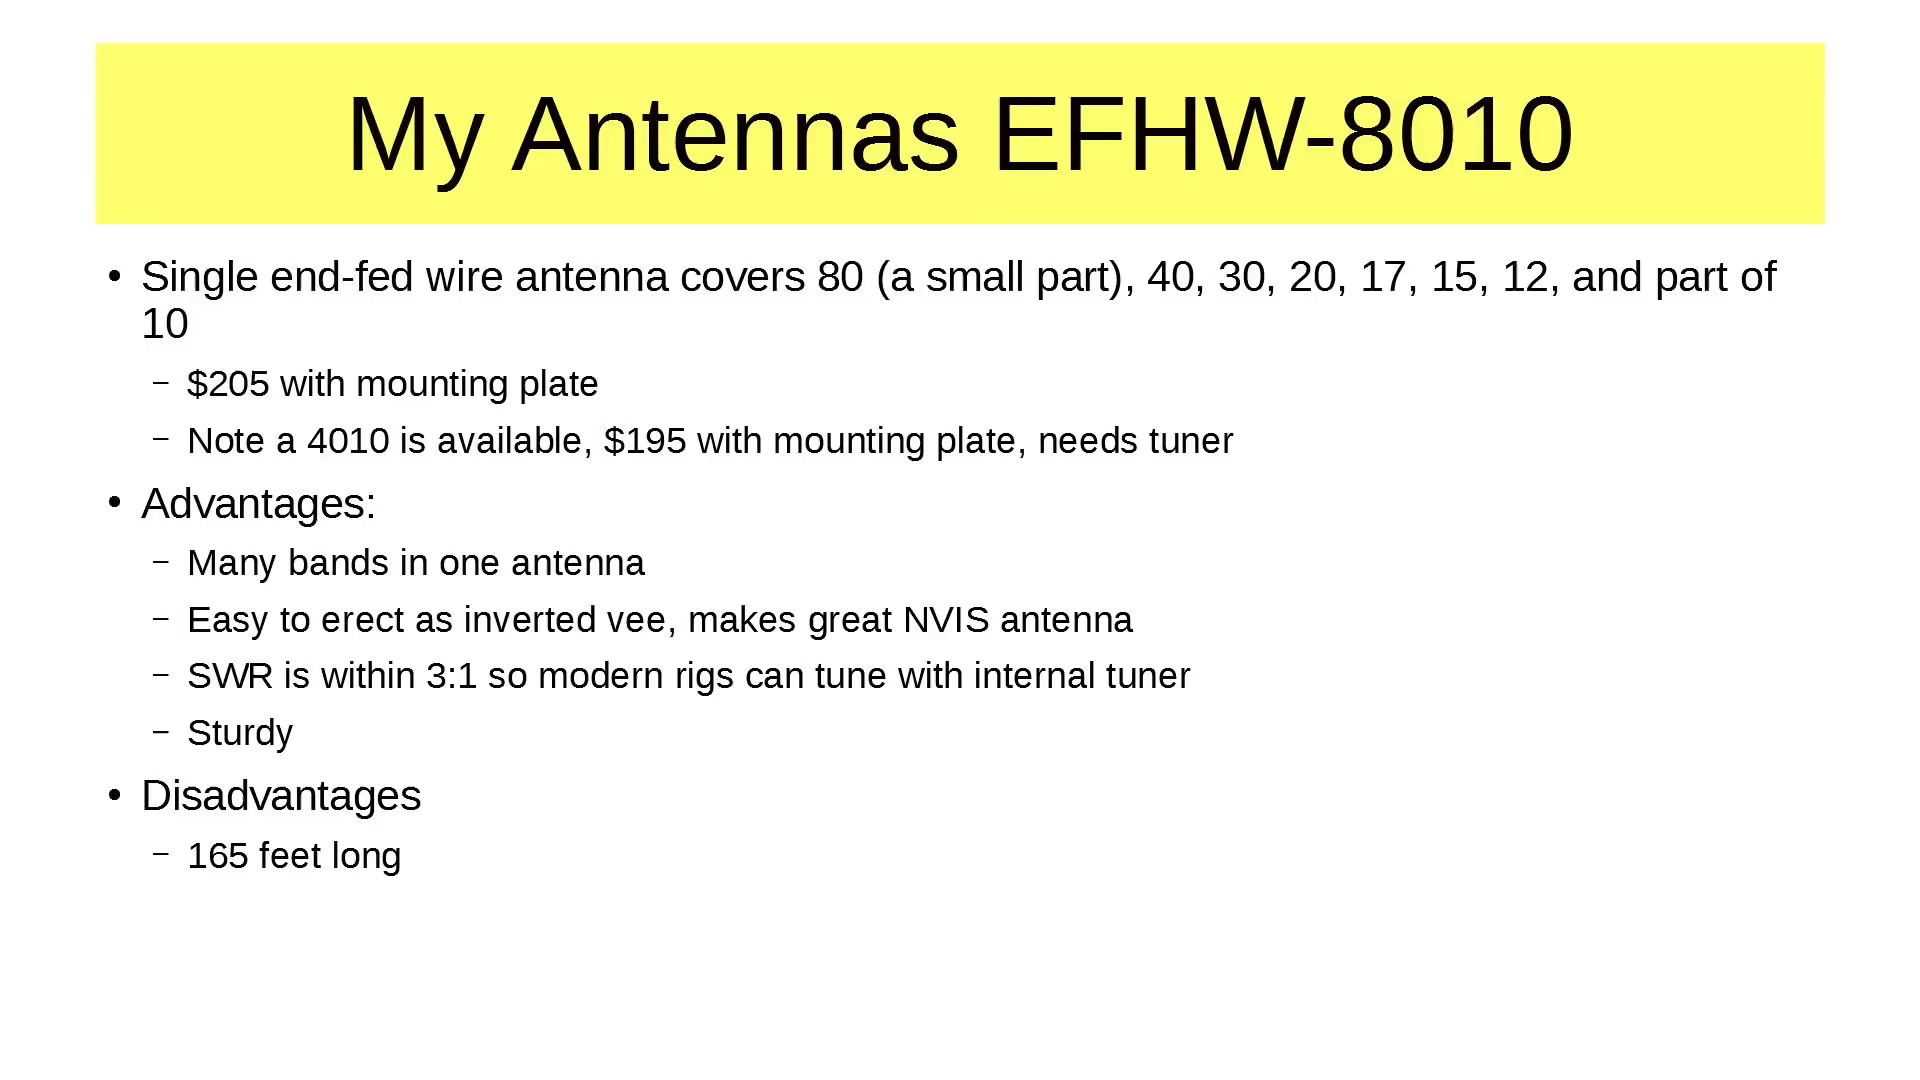 My Antennas EFHW-8010
• Single end-fed wire antenna covers 80 (a small part), 40, 30, 20, 17, 15, 12, and part of
10
– $205 with mounting plate
– Note a 4010 is available, $195 with mounting plate, needs tuner
• Advantages:
– Many bands in one antenna
– Easy to erect as inverted vee, makes great NVIS antenna
– SWR is within 3:1 so modern rigs can tune with internal tuner
– Sturdy
• Disadvantages
– 165 feet long